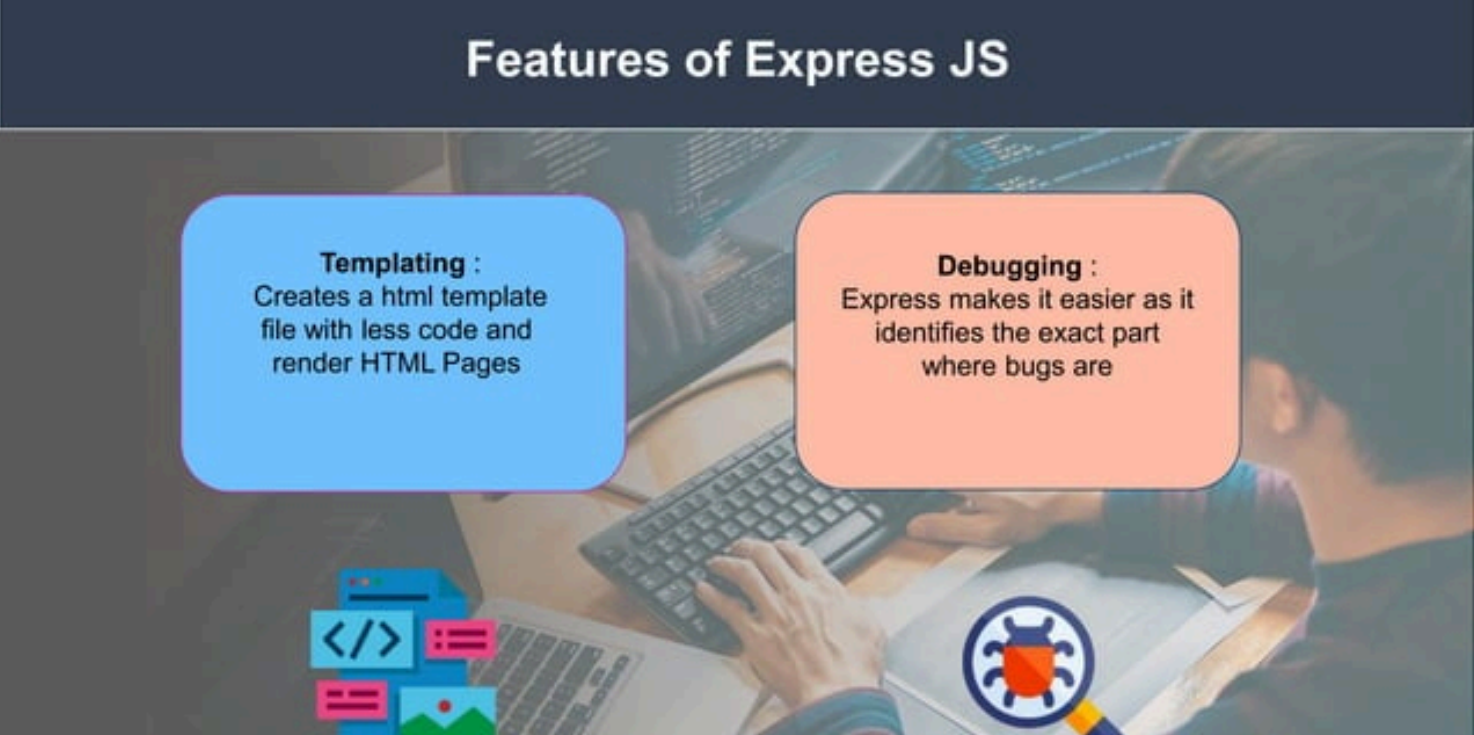 Features of Express JS
Templating :
Creates a html template
file with less code and
render HTML Pages
Debugging :
Express makes it easier as it
identifies the exact part
where bugs are
</>